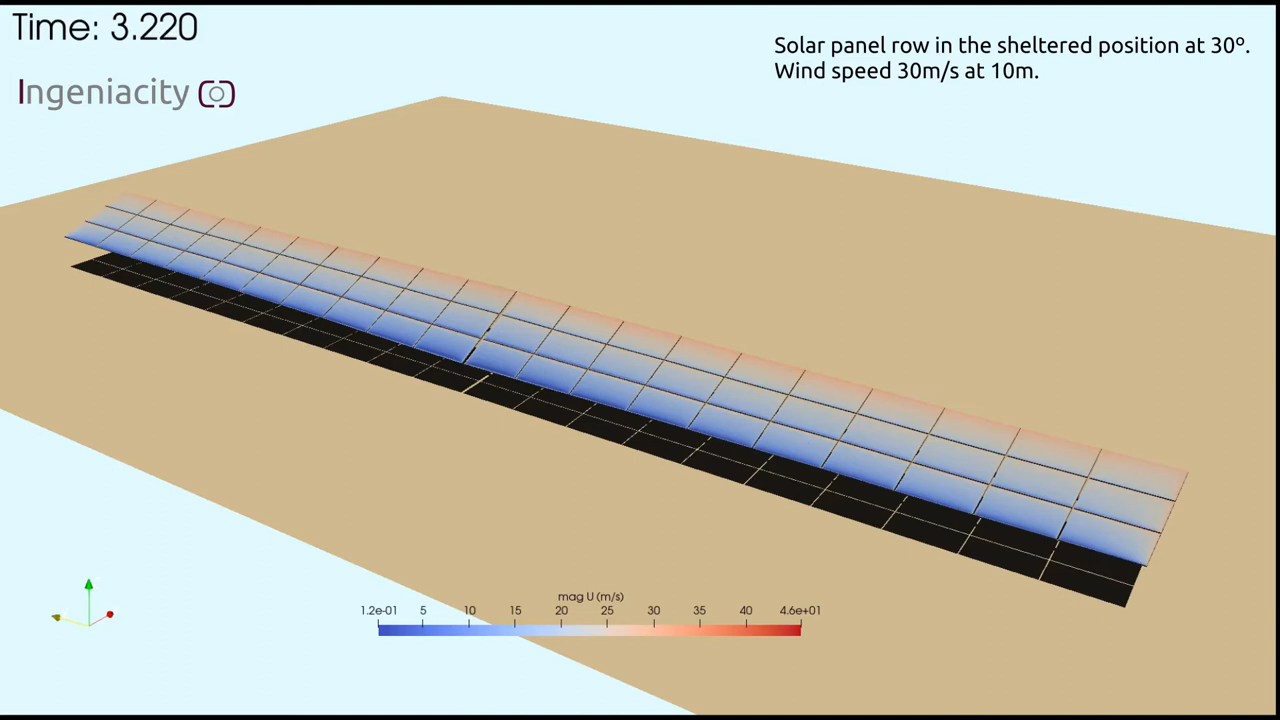 Time: 3.220
Solar panel row in the sheltered position at 30º.
Wind speed 30m/s at 10m.
Ingeniacity
mag U (m/s)
1.2e-01 5 10 15 20 25 30 35 40 4.6e+01